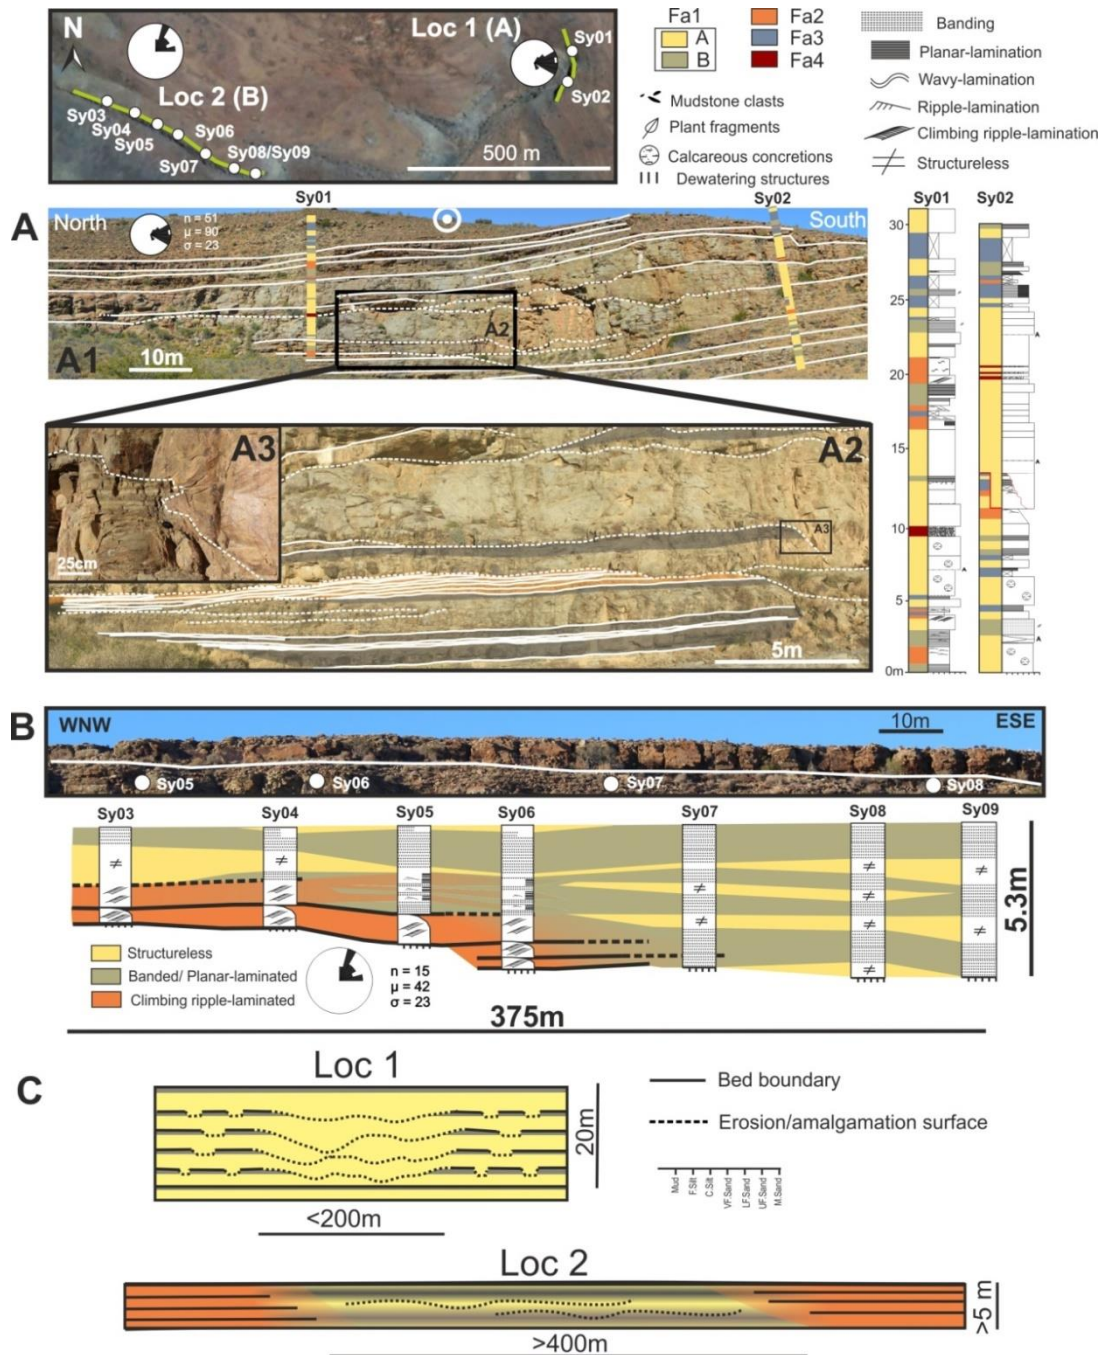 N
Loc 1 (A)
Sy01
Sy02
Loc 2 (B)
Sy03
Sy04
Sy05
Sy06
Sy07
Sy08/Sy09
500 m
Fa1
A
B
Fa2
Fa3
Fa4
Mudstone clasts
Plant fragments
Calcareous concretions
Dewatering structures
Banding
Planar-lamination
Wavy-lamination
Ripple-lamination
Climbing ripple-lamination
Structureless
A
North
n = 51
μ = 90
σ = 23
Sy01
Sy02
South
A1
10m
A2
Sy01
Sy02
30
25
20
15
10
5
0m
A3
25cm
A2
A3
5m
B
WNW
10m
ESE
Sy05
Sy06
Sy07
Sy08
Sy03
Sy04
Sy05
Sy06
Sy07
Sy08
Sy09
5.3m
Structureless
Banded/ Planar-laminated
Climbing ripple-laminated
n = 15
μ = 42
σ = 23
375m
C
Loc 1
20m
<200m
Bed boundary
Erosion/amalgamation surface
Mud
F.Silt
C.Silt
VF.Sand
LF.Sand
UF.Sand
M.Sand
Loc 2
>5 m
>400m